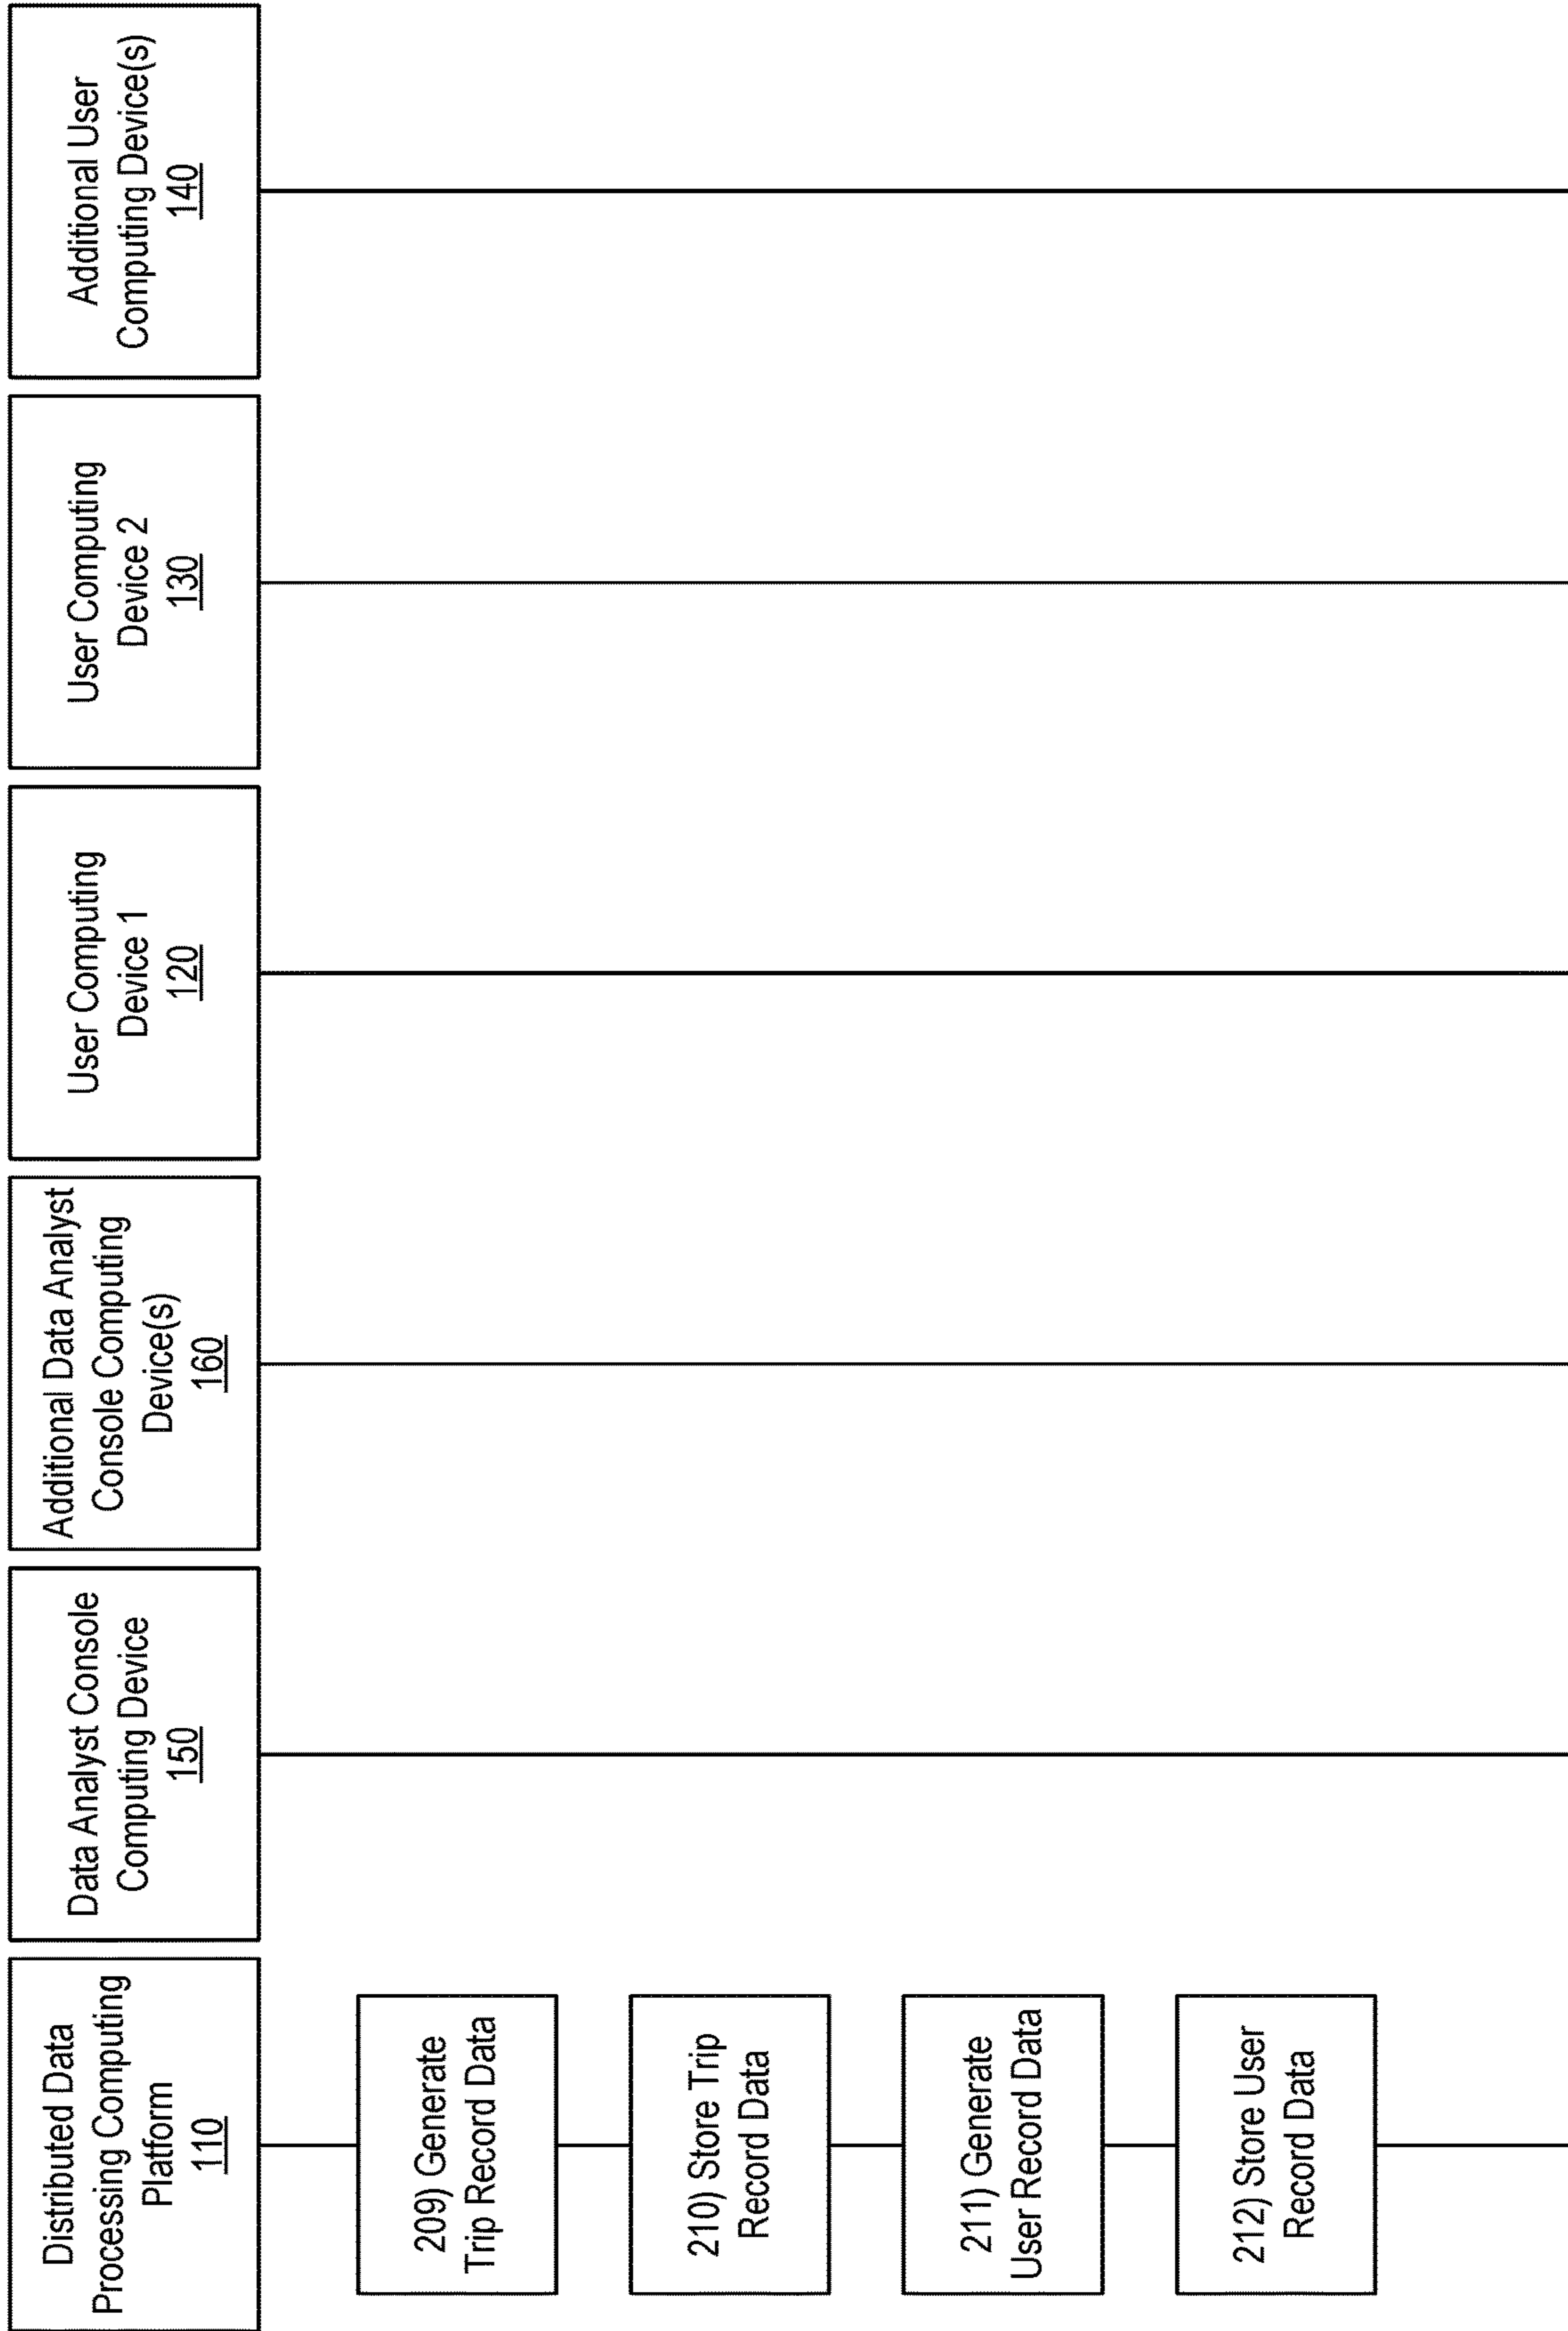 Distributed Data
Processing Computing
Platform
110
Data Analyst Console
Computing Device
150
Additional Data Analyst
Console Computing
Device(s)
160
User Computing
Device 1
120
User Computing
Device 2
130
Additional User
Computing Device(s)
140
209) Generate
Trip Record Data
210) Store Trip
Record Data
211) Generate
User Record Data
212) Store User
Record Data